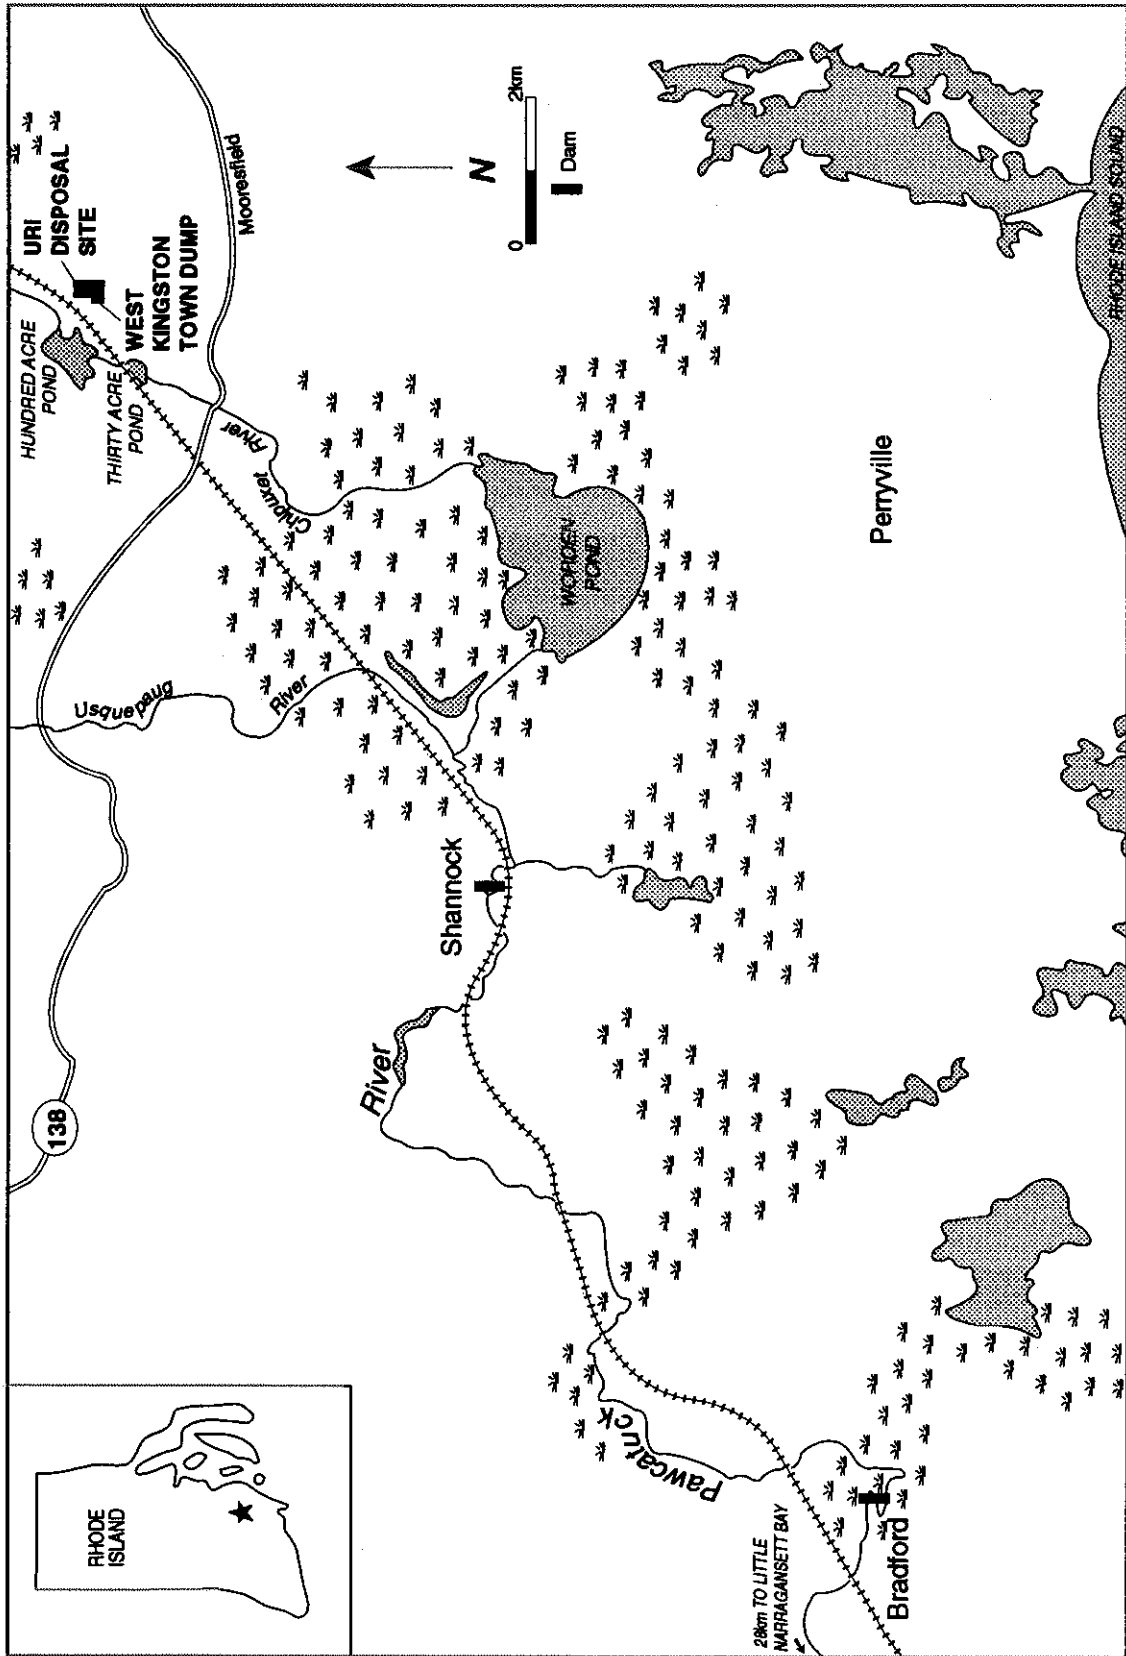 RHODE
ISLAND
138
HUNDRED ACRE
POND
URI
DISPOSAL
SITE
THIRTY ACRE
POND
WEST
KINGSTON
TOWN DUMP
Mooresfield
Usquepaug
River
Chipuxet River
N
0 2km
Dam
WORDEN
POND
Shannock
River
Pawcatuck
Perryville
RHODE ISLAND SOUND
28km TO LITTLE
NARRAGANSETT BAY
Bradford